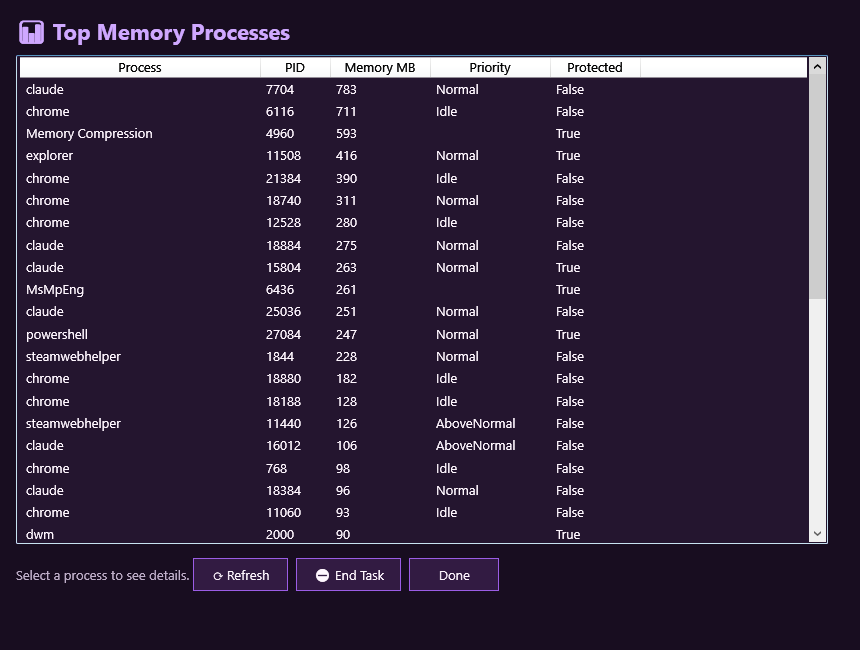 Top Memory Processes
Process PID Memory MB Priority Protected
claude 7704 783 Normal False
chrome 6116 711 Idle False
Memory Compression 4960 593 True
explorer 11508 416 Normal True
chrome 21384 390 Idle False
chrome 18740 311 Normal False
chrome 12528 280 Idle False
claude 18884 275 Normal False
claude 15804 263 Normal True
MsMpEng 6436 261 True
claude 25036 251 Normal False
powershell 27084 247 Normal True
steamwebhelper 1844 228 Normal False
chrome 18880 182 Idle False
chrome 18188 128 Idle False
steamwebhelper 11440 126 AboveNormal False
claude 16012 106 AboveNormal False
chrome 768 98 Idle False
claude 18384 96 Normal False
chrome 11060 93 Idle False
dwm 2000 90 True
Select a process to see details. ⟳ Refresh End Task Done